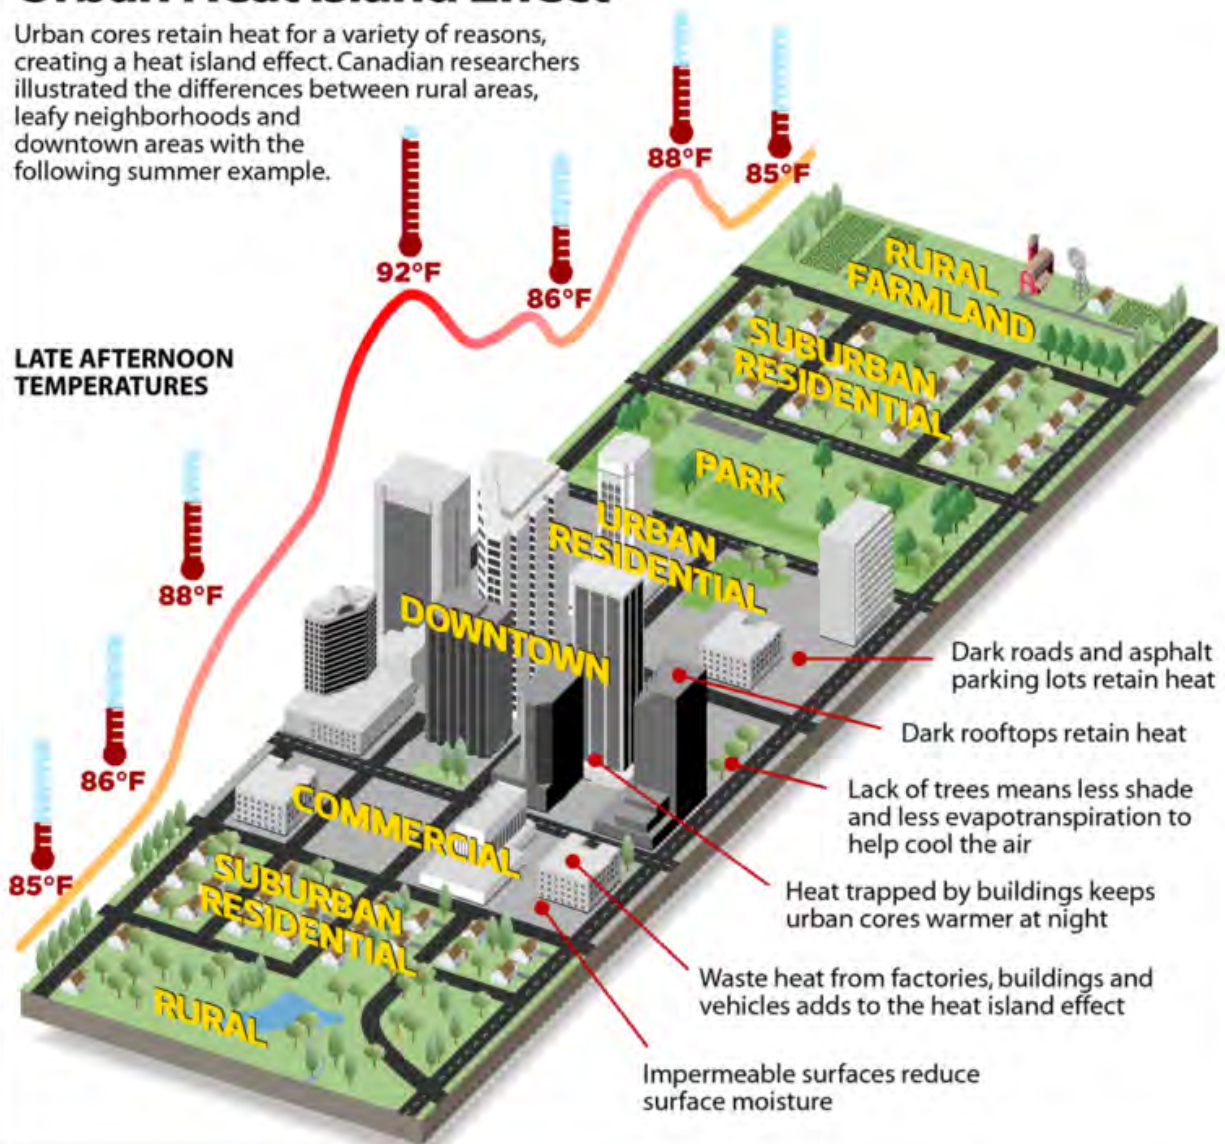 Urban Heat Island Effect
Urban cores retain heat for a variety of reasons,
creating a heat island effect. Canadian researchers
illustrated the differences between rural areas,
leafy neighborhoods and
downtown areas with the
following summer example.
88°F
85°F
92°F
86°F
LATE AFTERNOON
TEMPERATURES
88°F
86°F
85°F
RURAL
FARMLAND
SUBURBAN
RESIDENTIAL
PARK
URBAN
RESIDENTIAL
DOWNTOWN
COMMERCIAL
SUBURBAN
RESIDENTIAL
RURAL
Dark roads and asphalt
parking lots retain heat
Dark rooftops retain heat
Lack of trees means less shade
and less evapotranspiration to
help cool the air
Heat trapped by buildings keeps
urban cores warmer at night
Waste heat from factories, buildings and
vehicles adds to the heat island effect
Impermeable surfaces reduce
surface moisture